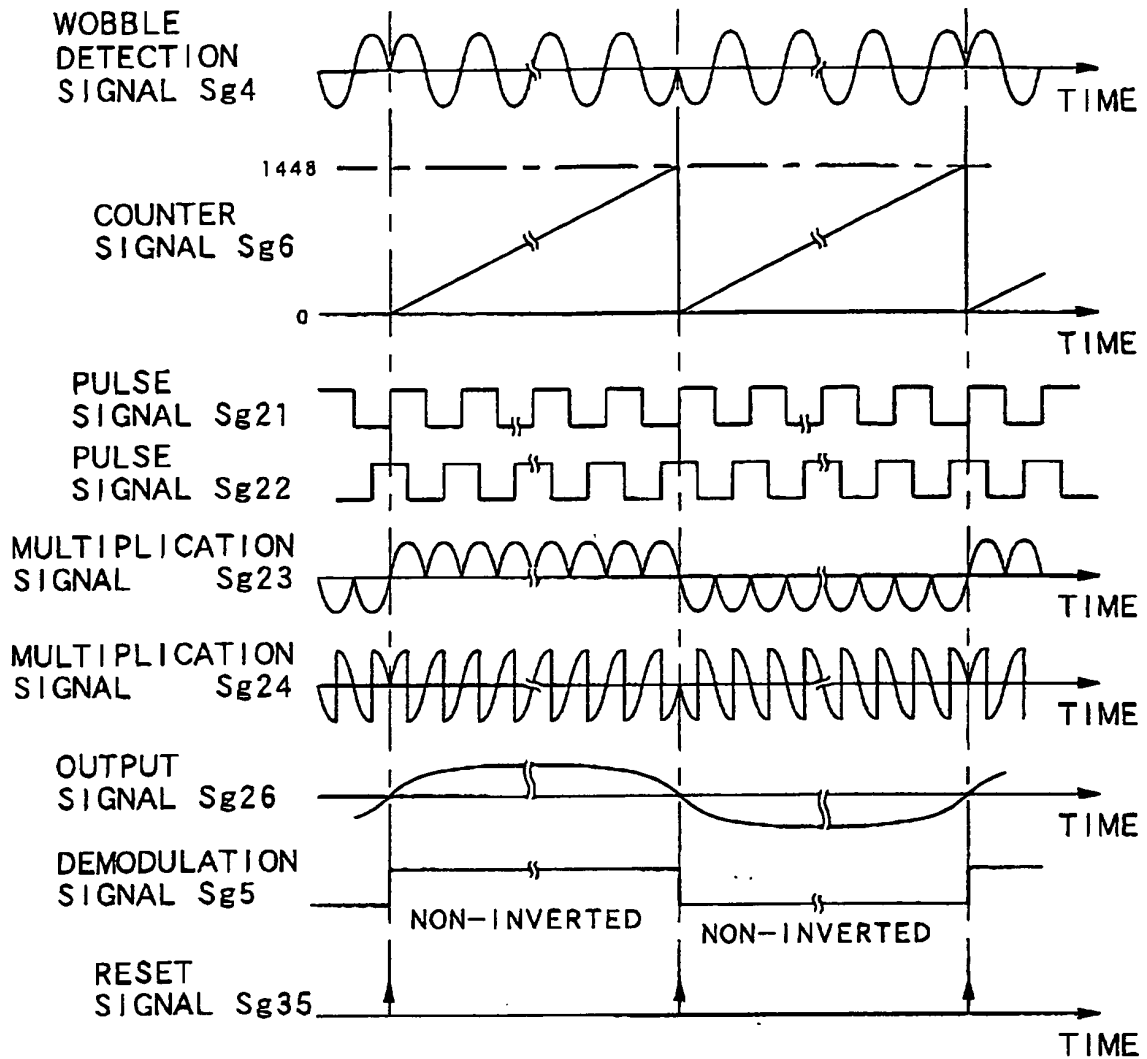 WOBBLE
DETECTION
SIGNAL Sg4
TIME
1448
COUNTER
SIGNAL Sg6
0
TIME
PULSE
SIGNAL Sg21
PULSE
SIGNAL Sg22
MULTIPLICATION
SIGNAL Sg23
TIME
MULTIPLICATION
SIGNAL Sg24
TIME
OUTPUT
SIGNAL Sg26
TIME
DEMODULATION
SIGNAL Sg5
NON-INVERTED
NON-INVERTED
RESET
SIGNAL Sg35
TIME